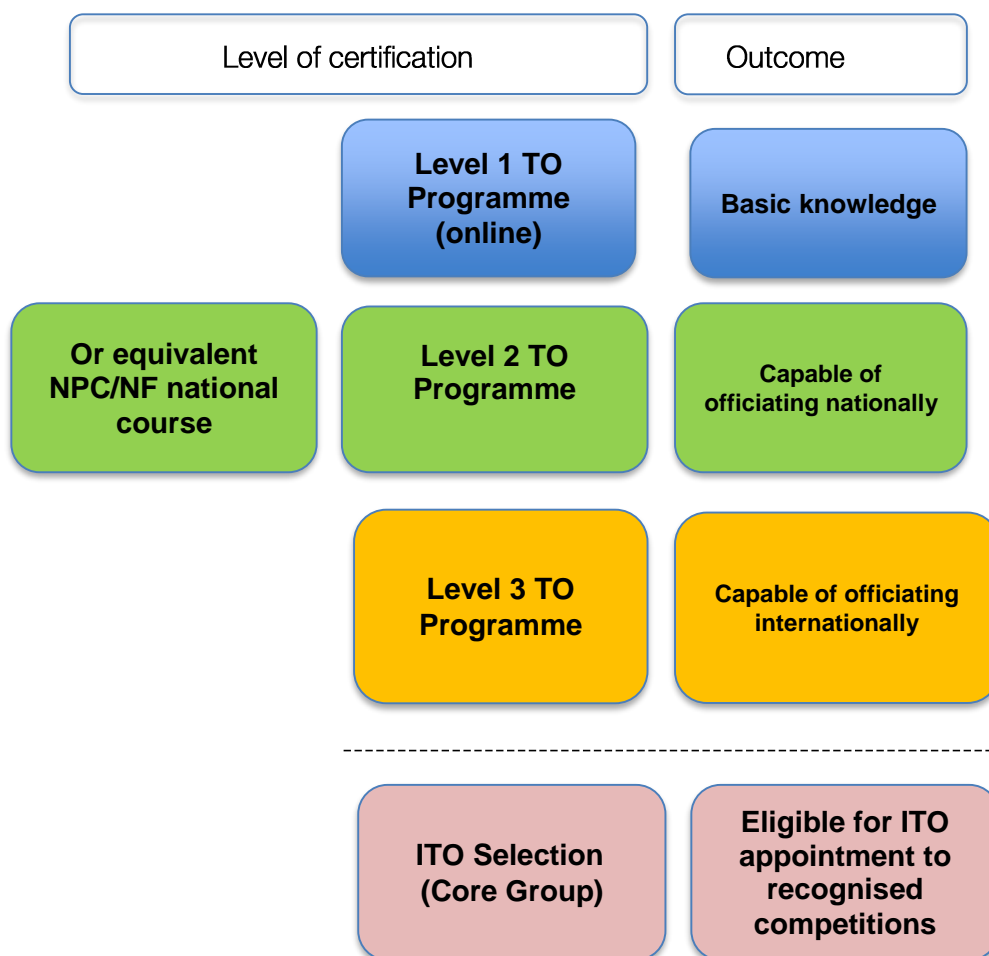 Level of certification
Outcome
Level 1 TO
Programme
(online)
Basic knowledge
Or equivalent
NPC/NF national
course
Level 2 TO
Programme
Capable of
officiating nationally
Level 3 TO
Programme
Capable of officiating
internationally
ITO Selection
(Core Group)
Eligible for ITO
appointment to
recognised
competitions